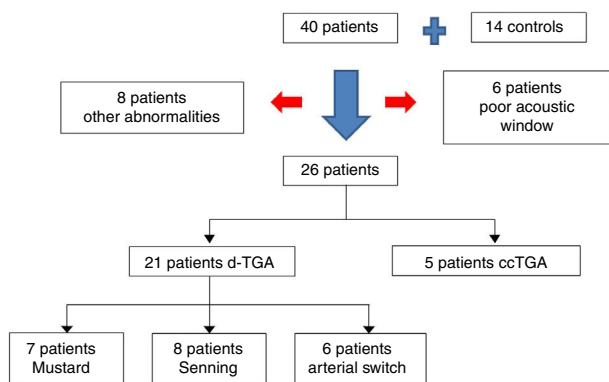 40 patients
14 controls
8 patients
other abnormalities
6 patients
poor acoustic
window
26 patients
21 patients d-TGA
5 patients ccTGA
7 patients
Mustard
8 patients
Senning
6 patients
arterial switch